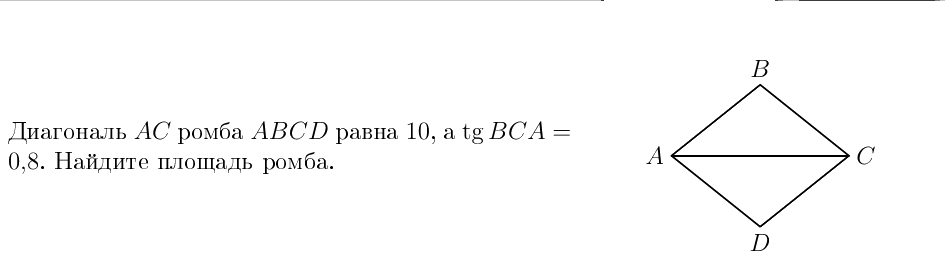 B
Диагональ AC ромба ABCD равна 10, а tg BCA =
0,8. Найдите площадь ромба.
A
C
D